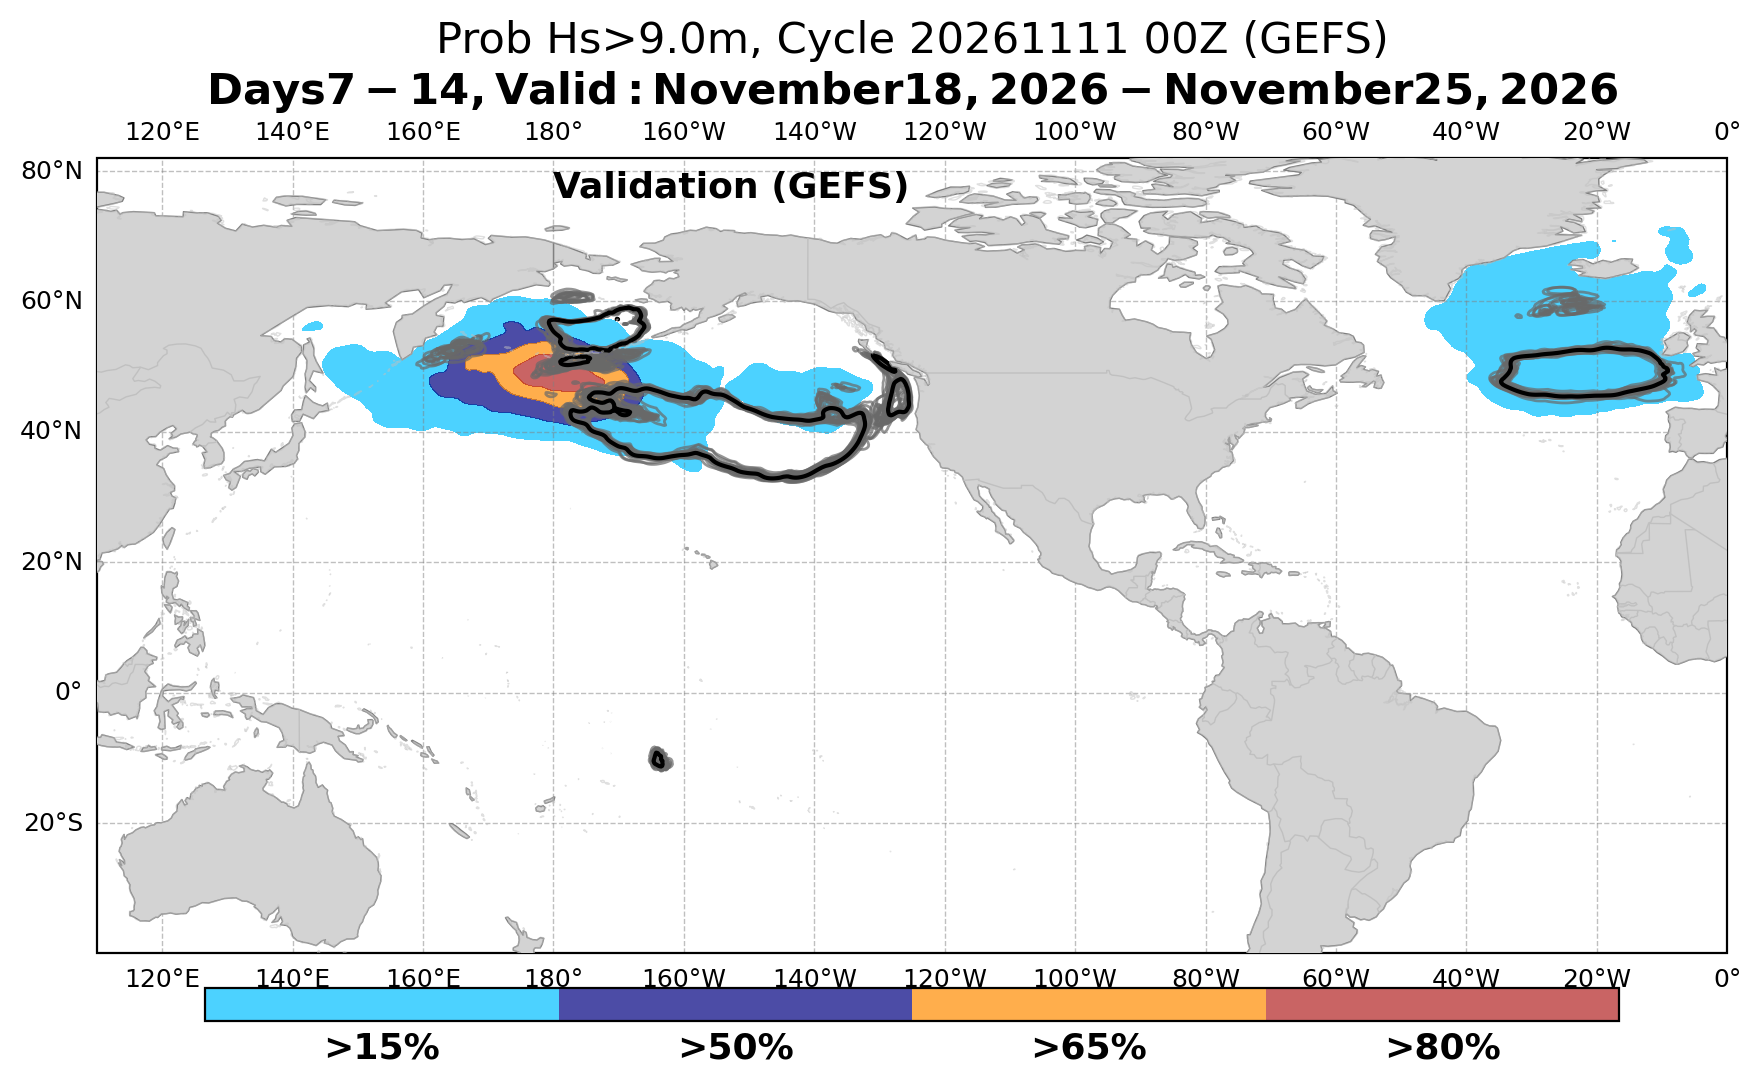 Prob Hs>9.0m, Cycle 20261111 00Z (GEFS)
Days7 − 14, Valid : November18, 2026 − November25, 2026
120°E 140°E 160°E 180° 160°W 140°W 120°W 100°W 80°W 60°W 40°W 20°W 0°
80°N
Validation (GEFS)
60°N
40°N
20°N
0°
20°S
120°E 140°E 160°E 180° 160°W 140°W 120°W 100°W 80°W 60°W 40°W 20°W 0°
>15% >50% >65% >80%